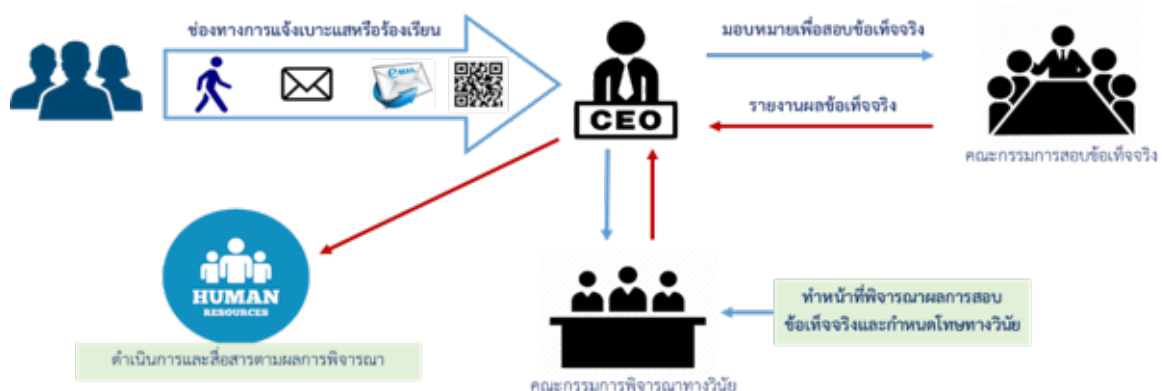 ช่องทางการแจ้งเบาะแสหรือร้องเรียน
eMAIL
CEO
มอบหมายเพื่อสอบข้อเท็จจริง
รายงานผลข้อเท็จจริง
คณะกรรมการสอบข้อเท็จจริง
HUMAN
RESOURCES
ดำเนินการและสื่อสารตามผลการพิจารณา
ทำหน้าที่พิจารณาผลการสอบ
ข้อเท็จจริงและกำหนดโทษทางวินัย
คณะกรรมการพิจารณาทางวินัย